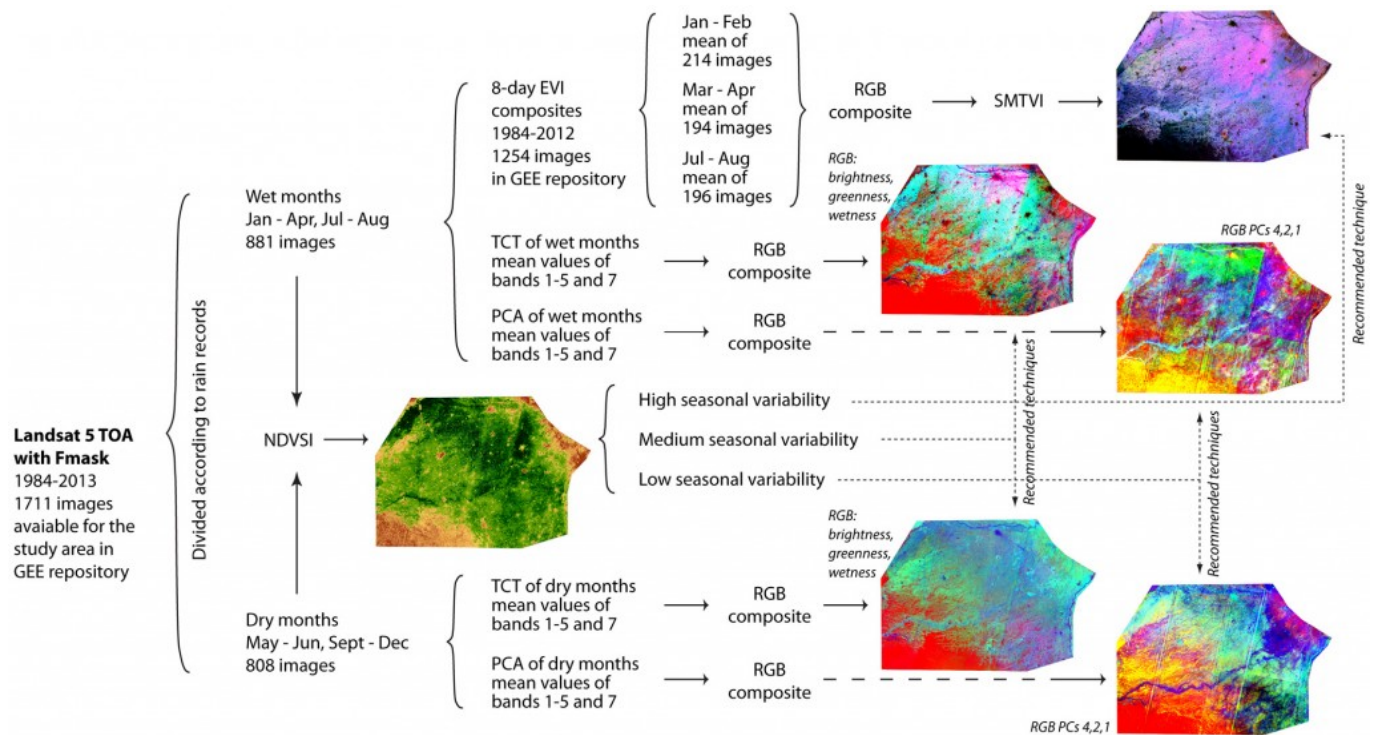 Landsat 5 TOA
with Fmask
1984-2013
1711 images
avaiable for the
study area in
GEE repository
Divided according to rain records
Wet months
Jan - Apr, Jul - Aug
881 images
NDVSI
Dry months
May - Jun, Sept - Dec
808 images
8-day EVI
composites
1984-2012
1254 images
in GEE repository
Jan - Feb
mean of
214 images
Mar - Apr
mean of
194 images
Jul - Aug
mean of
196 images
RGB
composite
SMTVI
TCT of wet months
mean values of
bands 1-5 and 7
RGB
composite
RGB:
brightness,
greenness,
wetness
PCA of wet months
mean values of
bands 1-5 and 7
RGB
composite
RGB PCs 4,2,1
High seasonal variability
Medium seasonal variability
Low seasonal variability
Recommended techniques
Recommended techniques
Recommended technique
TCT of dry months
mean values of
bands 1-5 and 7
RGB
composite
RGB:
brightness,
greenness,
wetness
PCA of dry months
mean values of
bands 1-5 and 7
RGB
composite
RGB PCs 4,2,1